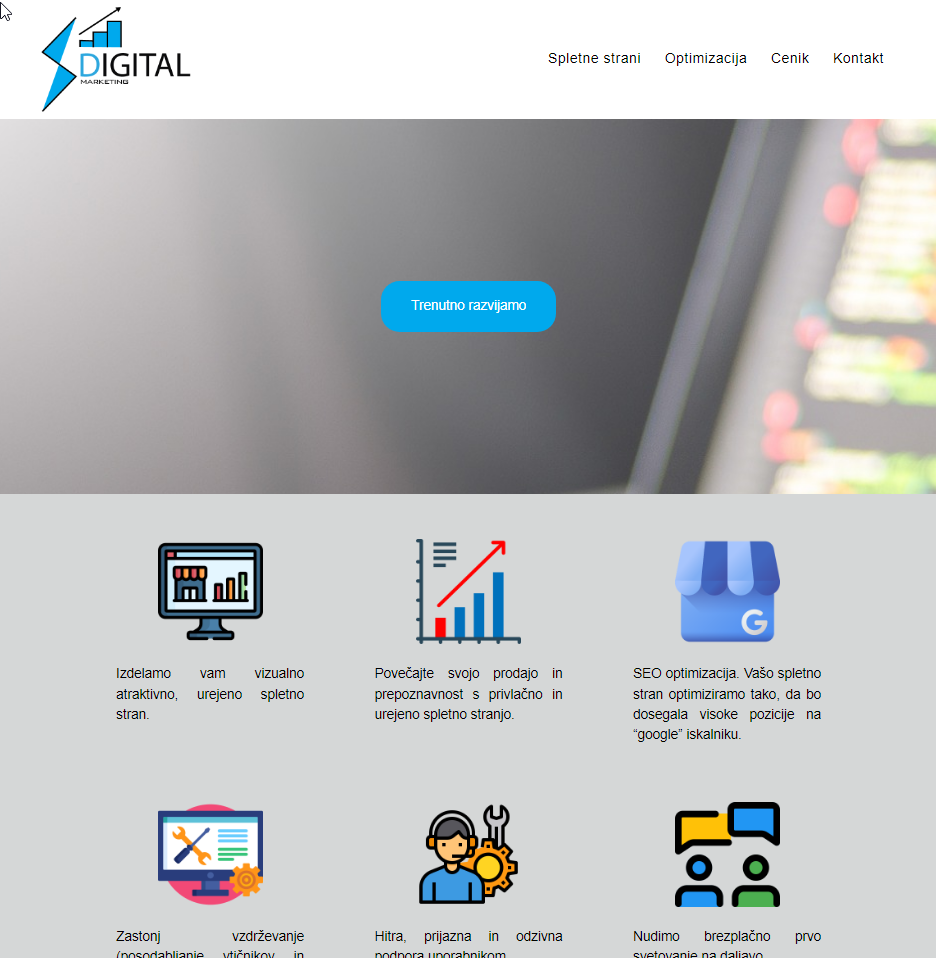 DIGITAL
MARKETING
Spletne strani Optimizacija Cenik Kontakt
Trenutno razvijamo
Izdelamo vam vizualno
atraktivno, urejeno spletno
stran.
Povečajte svojo prodajo in
prepoznavnost s privlačno in
urejeno spletno stranjo.
SEO optimizacija. Vašo spletno
stran optimiziramo tako, da bo
dosegala visoke pozicije na
“google” iskalniku.
G
Zastonj vzdrževanje
(posodabljanje vtičnikov in
Hitra, prijazna in odzivna
podpora uporabnikom
Nudimo brezplačno prvo
svetovanje na daljavo